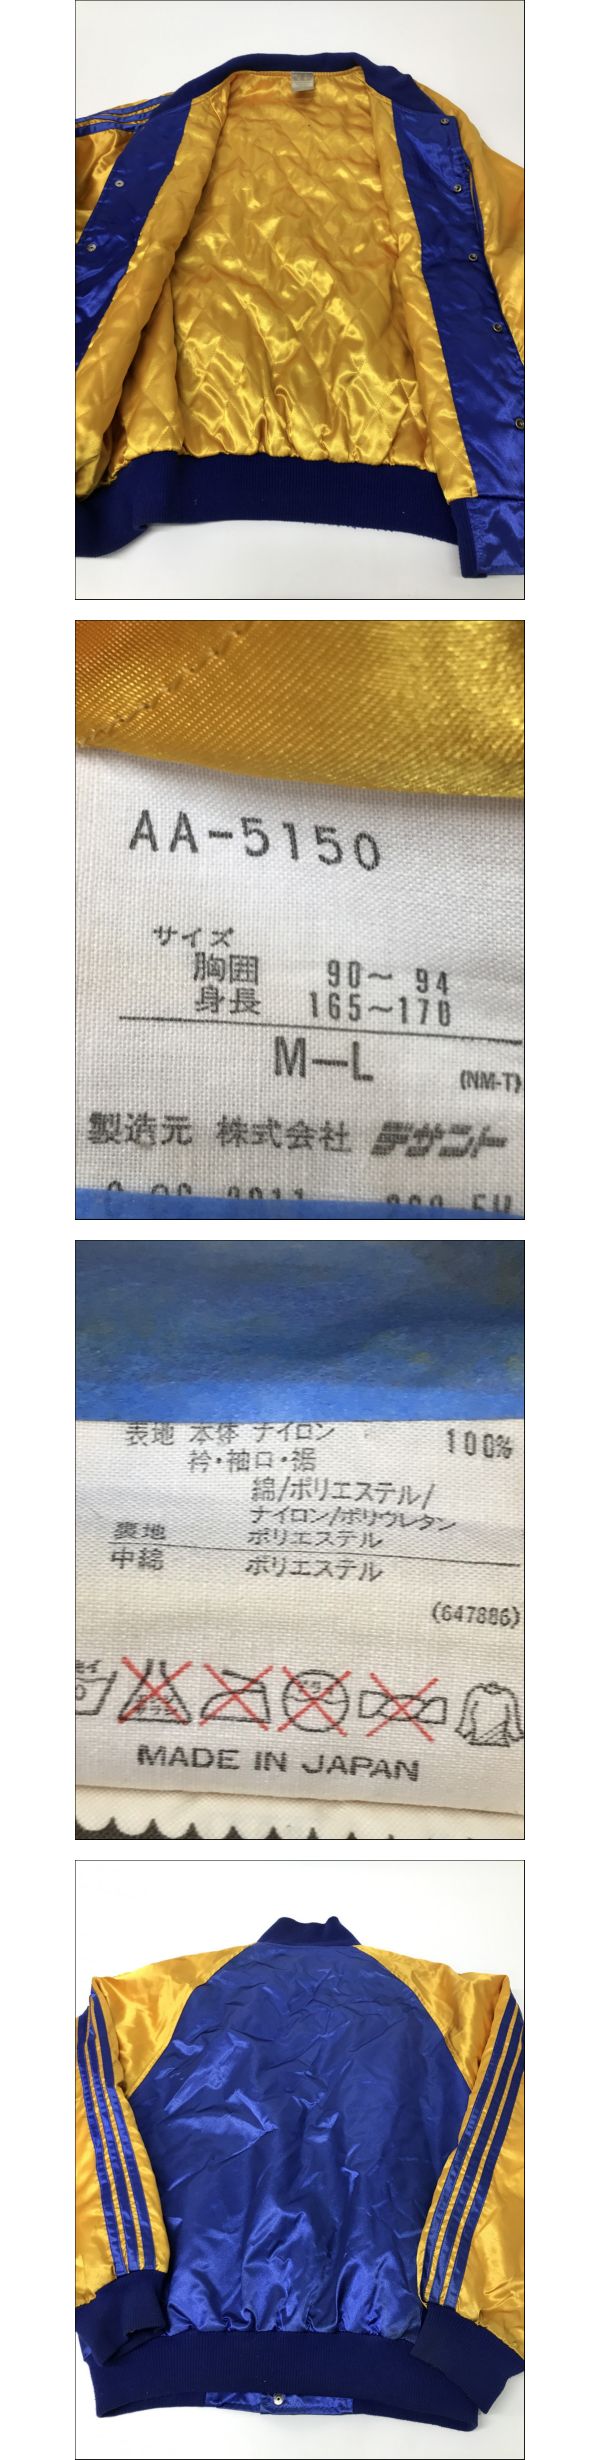 AA-5150
サイズ
胸囲 90～ 94
身長 165～170
M—L
(NM-T)
製造元 株式会社 デサント
表地 本体 ナイロン 100%
衿・袖口・裾
綿/ポリエステル/
ナイロン/ポリウレタン
裏地 ポリエステル
中綿 ポリエステル
(647886)
MADE IN JAPAN